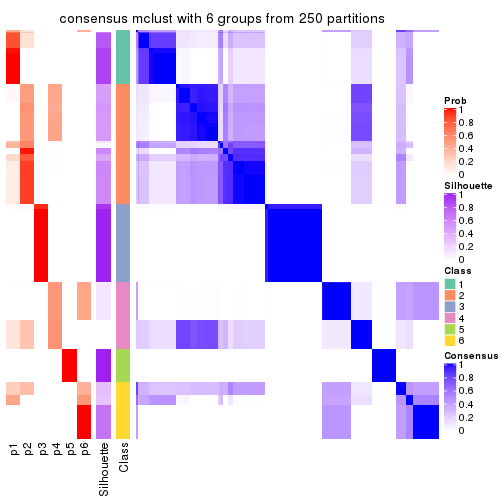 consensus mclust with 6 groups from 250 partitions
Prob
1
0.8
0.6
0.4
0.2
0
Silhouette
1
0.8
0.6
0.4
0.2
0
Class
1
2
3
4
5
6
Consensus
1
0.8
0.6
0.4
0.2
0
p1
p2
p3
p4
p5
p6
Silhouette
Class